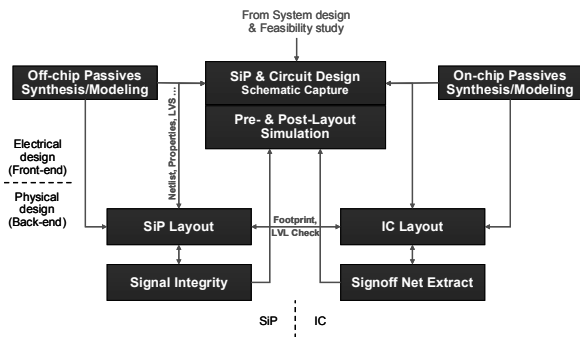 From System design
& Feasibility study
Off-chip Passives
Synthesis/Modeling
SiP & Circuit Design
Schematic Capture
On-chip Passives
Synthesis/Modeling
Pre- & Post-Layout
Simulation
Netlist, Properties, LVS ...
Electrical
design
(Front-end)
Physical
design
(Back-end)
SiP Layout
Footprint,
LVL Check
IC Layout
Signal Integrity
Signoff Net Extract
SiP
IC